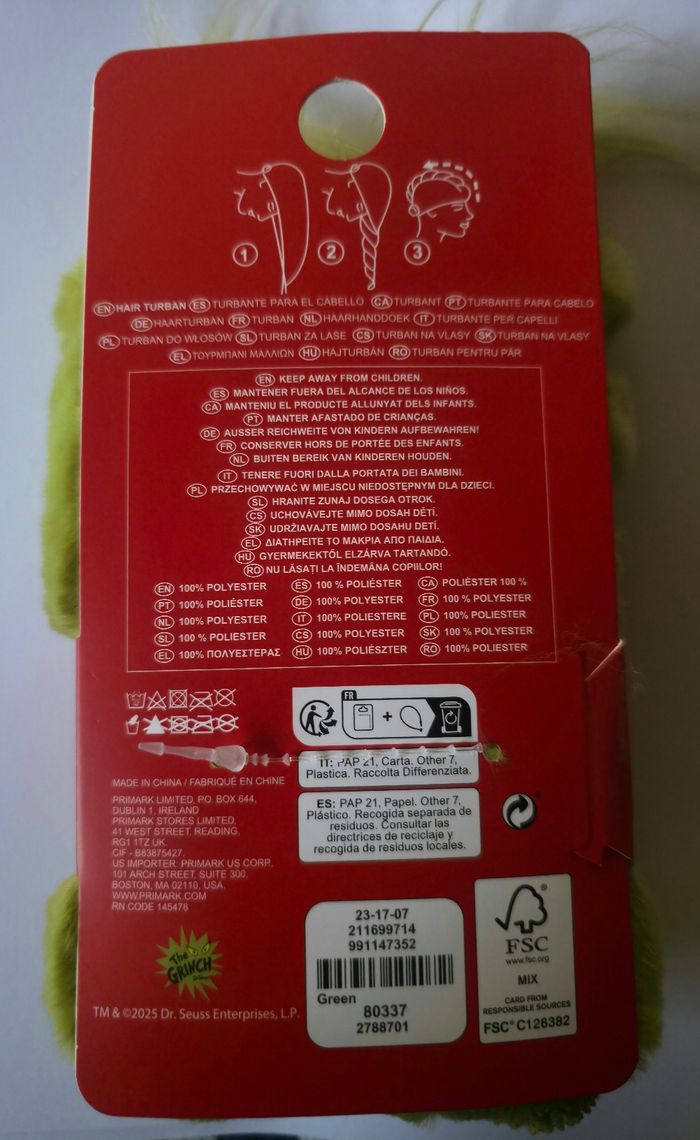 1 2 3
EN HAIR TURBAN ES TURBANTE PARA EL CABELLO CA TURBANT PT TURBANTE PARA CABELO
DE HAARTURBAN FR TURBAN NL HAARHANDDOEK IT TURBANTE PER CAPELLI
PL TURBAN DO WŁOSÓW SL TURBAN ZA LASE CS TURBAN NA VLASY SK TURBAN NA VLASY
EL ΤΟΥΡΜΠΑΝΙ ΜΑΛΛΙΩΝ HU HAJTURBÁN RO TURBAN PENTRU PĂR
EN KEEP AWAY FROM CHILDREN.
ES MANTENER FUERA DEL ALCANCE DE LOS NIÑOS.
CA MANTENIU EL PRODUCTE ALLUNYAT DELS INFANTS.
PT MANTER AFASTADO DE CRIANÇAS.
DE AUSSER REICHWEITE VON KINDERN AUFBEWAHREN!
FR CONSERVER HORS DE PORTÉE DES ENFANTS.
NL BUITEN BEREIK VAN KINDEREN HOUDEN.
IT TENERE FUORI DALLA PORTATA DEI BAMBINI.
PL PRZECHOWYWAĆ W MIEJSCU NIEDOSTĘPNYM DLA DZIECI.
SL HRANITE ZUNAJ DOSEGA OTROK.
CS UCHOVÁVEJTE MIMO DOSAH DĚTÍ.
SK UDRŽIAVAJTE MIMO DOSAHU DETÍ.
EL ΔΙΑΤΗΡΕΙΤΕ ΤΟ ΜΑΚΡΙΑ ΑΠΟ ΠΑΙΔΙΑ.
HU GYERMEKEKTŐL ELZÁRVA TARTANDÓ.
RO NU LĂSAȚI LA ÎNDEMÂNA COPIILOR!
EN 100% POLYESTER ES 100 % POLIÉSTER CA POLIÈSTER 100 %
PT 100% POLIÉSTER DE 100% POLYESTER FR 100 % POLYESTER
NL 100% POLYESTER IT 100% POLIESTERE PL 100% POLIESTER
SL 100 % POLIESTER CS 100% POLYESTER SK 100 % POLYESTER
EL 100% ΠΟΛΥΕΣΤΕΡΑΣ HU 100% POLIÉSZTER RO 100% POLIESTER
FR
+
IT: PAP 21, Carta. Other 7,
Plastica. Raccolta Differenziata.
ES: PAP 21, Papel. Other 7,
Plástico. Recogida separada de
residuos. Consultar las
directrices de reciclaje y
recogida de residuos locales.
MADE IN CHINA / FABRIQUÉ EN CHINE
PRIMARK LIMITED, P.O. BOX 644,
DUBLIN 1, IRELAND
PRIMARK STORES LIMITED,
41 WEST STREET, READING,
RG1 1TZ UK.
CIF - B83875427.
US IMPORTER: PRIMARK US CORP.
101 ARCH STREET, SUITE 300,
BOSTON, MA 02110, USA.
WWW.PRIMARK.COM
RN CODE 145476
The
GRINCH
TM & ©2025 Dr. Seuss Enterprises, L.P.
23-17-07
211699714
991147352
Green
80337
2788701
®
FSC
www.fsc.org
MIX
CARD FROM
RESPONSIBLE SOURCES
FSC® C126382